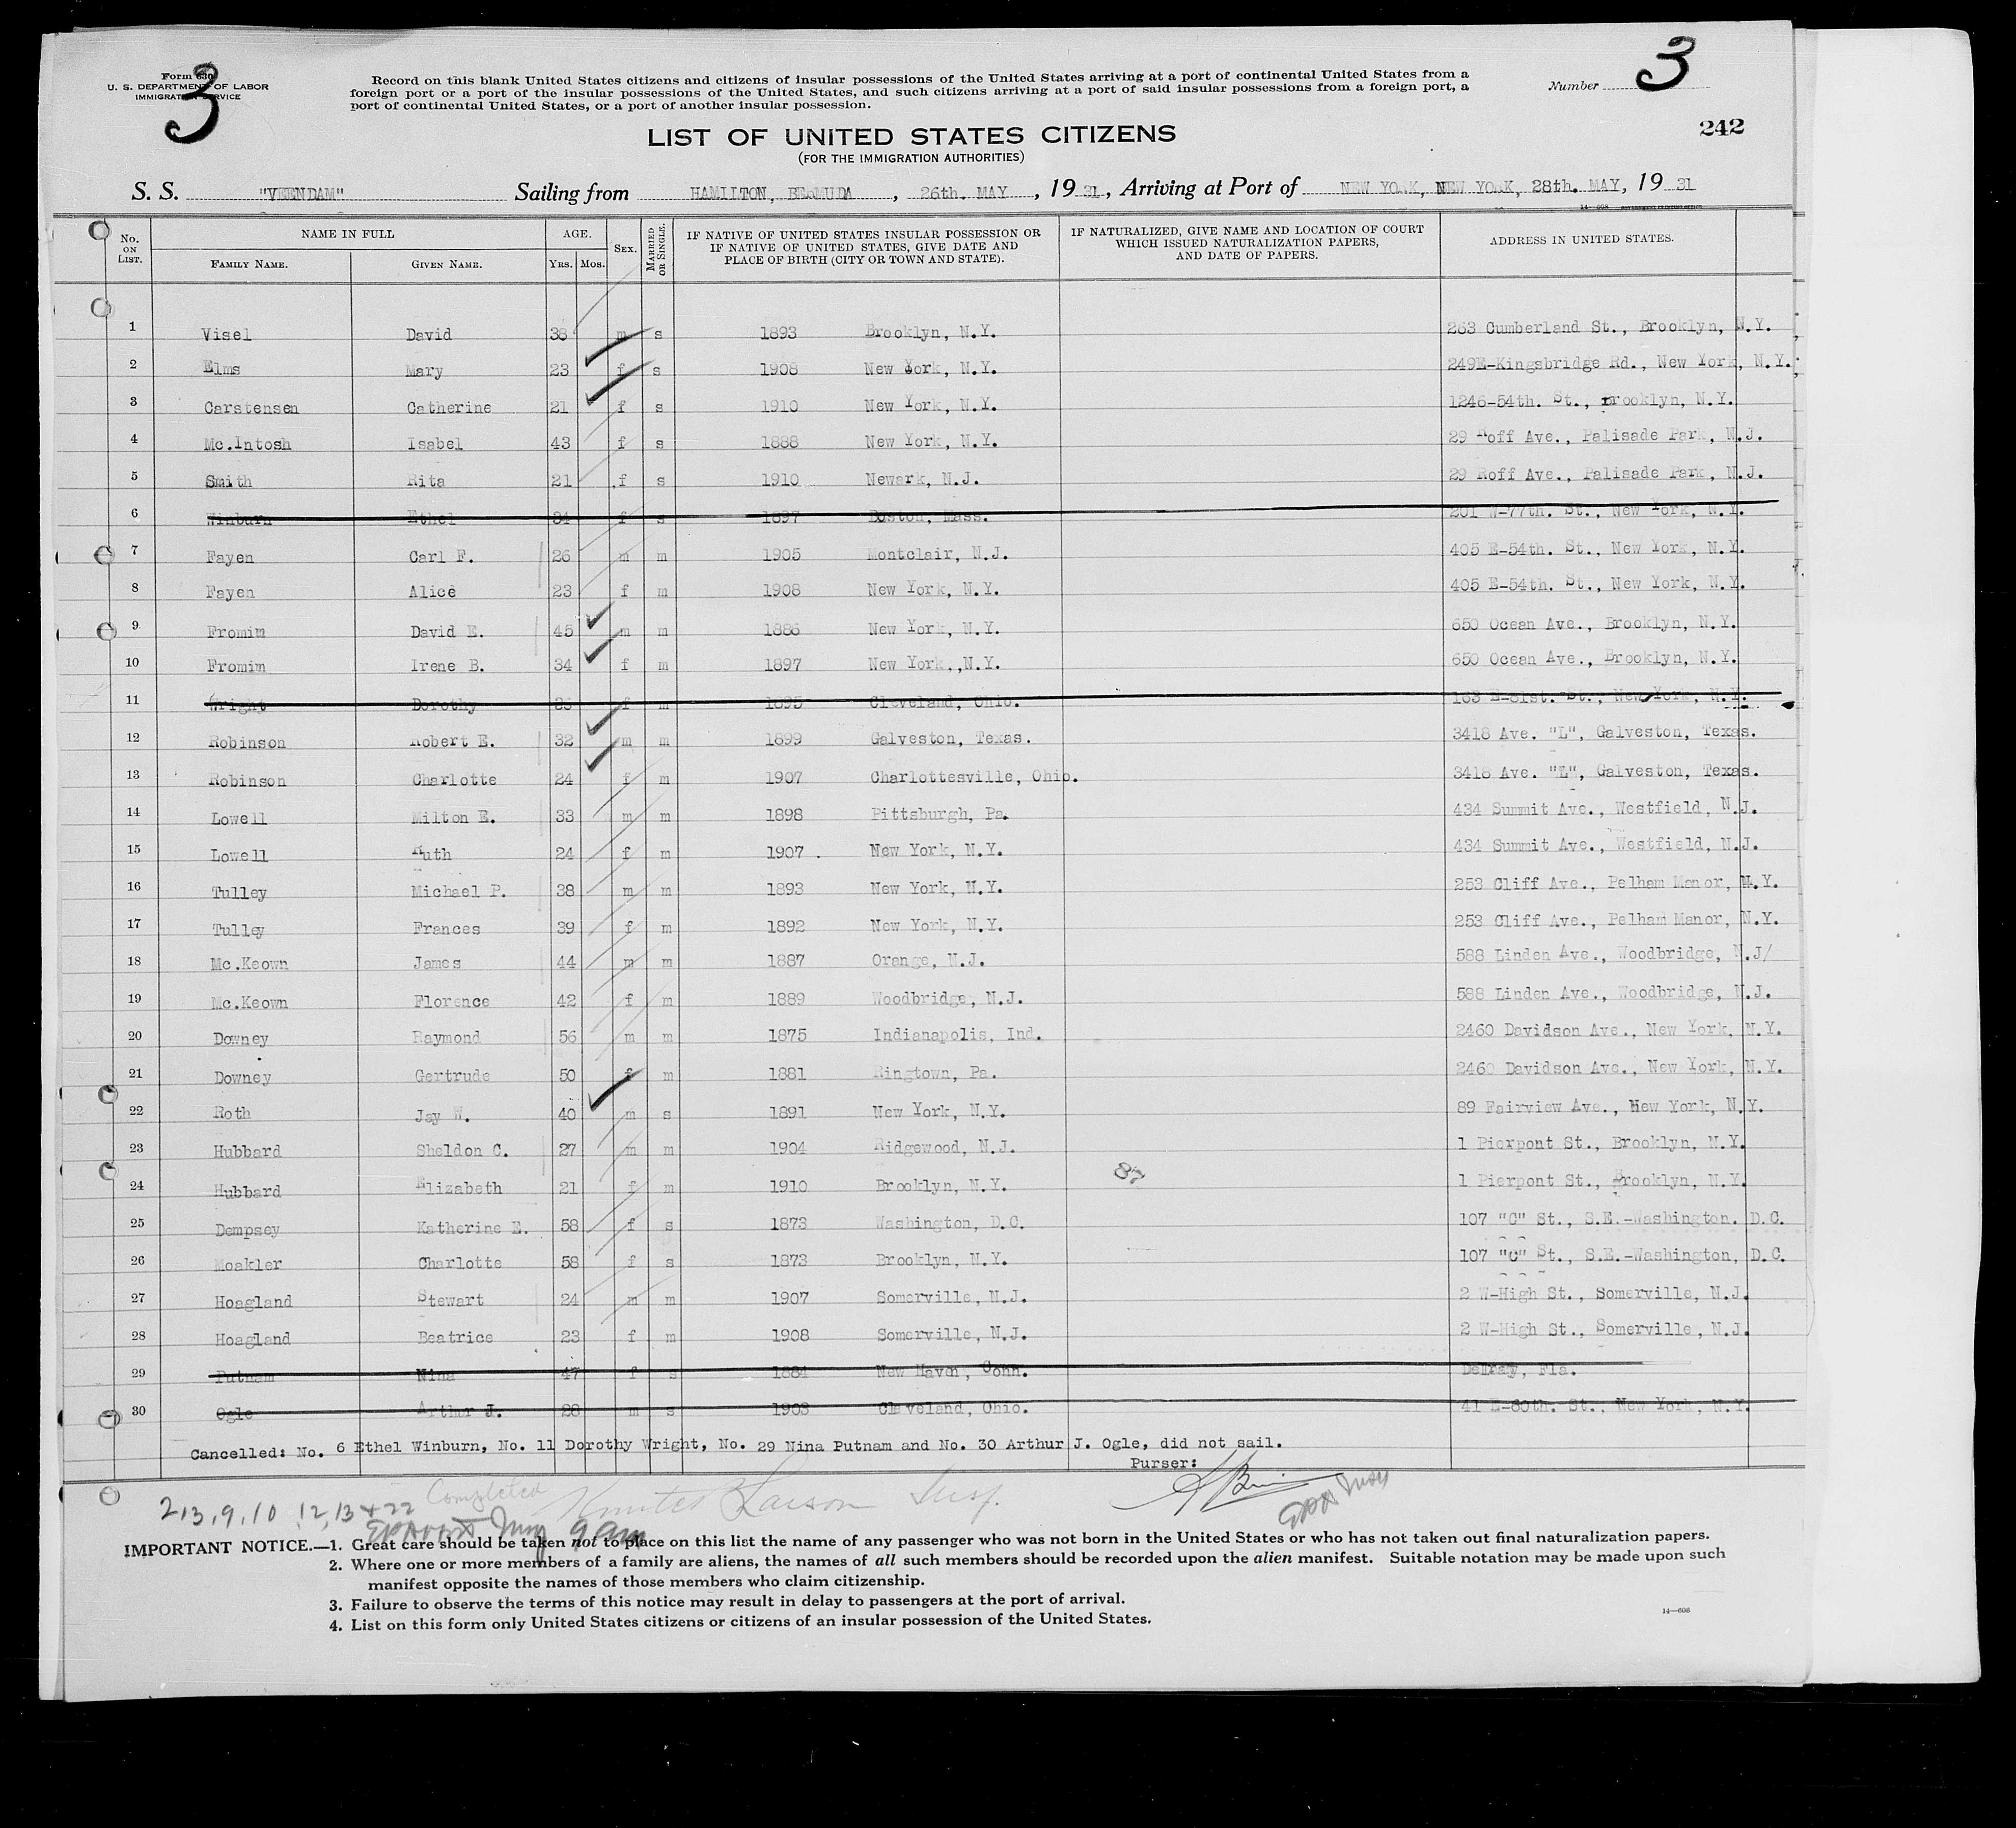 Form 630
U. S. DEPARTMENT OF LABOR
IMMIGRATION SERVICE
3
Record on this blank United States citizens and citizens of insular possessions of the United States arriving at a port of continental United States from a
foreign port or a port of the insular possessions of the United States, and such citizens arriving at a port of said insular possessions from a foreign port, a
port of continental United States, or a port of another insular possession.
Number 3
242
LIST OF UNITED STATES CITIZENS
(FOR THE IMMIGRATION AUTHORITIES)
S. S. "VEENDAM" Sailing from HAMILTON, BERMUDA, 26th. MAY, 19 31, Arriving at Port of NEW YORK, NEW YORK, 28th. MAY, 19 31
No. ON LIST. NAME IN FULL FAMILY NAME. GIVEN NAME. AGE. YRS. MOS. SEX. MARRIED OR SINGLE. IF NATIVE OF UNITED STATES INSULAR POSSESSION OR IF NATIVE OF UNITED STATES, GIVE DATE AND PLACE OF BIRTH (CITY OR TOWN AND STATE). IF NATURALIZED, GIVE NAME AND LOCATION OF COURT WHICH ISSUED NATURALIZATION PAPERS, AND DATE OF PAPERS. ADDRESS IN UNITED STATES.
1 Visel David 38 m s 1893 Brooklyn, N.Y. 263 Cumberland St., Brooklyn, N.Y.
2 Elms Mary 23 f s 1908 New York, N.Y. 249E-Kingsbridge Rd., New York, N.Y.
3 Carstensen Catherine 21 f s 1910 New York, N.Y. 1246-54th. St., Brooklyn, N.Y.
4 Mc.Intosh Isabel 43 f s 1888 New York, N.Y. 29 Roff Ave., Palisade Park, N.J.
5 Smith Rita 21 f s 1910 Newark, N.J. 29 Roff Ave., Palisade Park, N.J.
6 Winburn Ethel 34 f s 1897 Boston, Mass. 201 W-77th. St., New York, N.Y.
7 Fayen Carl F. 26 m m 1905 Montclair, N.J. 405 E-54th. St., New York, N.Y.
8 Fayen Alice 23 f m 1908 New York, N.Y. 405 E-54th. St., New York, N.Y.
9 Fromim David E. 45 m m 1886 New York, N.Y. 650 Ocean Ave., Brooklyn, N.Y.
10 Fromim Irene B. 34 f m 1897 New York,,N.Y. 650 Ocean Ave., Brooklyn, N.Y.
11 Wright Dorothy 36 f m 1895 Cleveland, Ohio. 163 E-81st. St., New York, N.Y.
12 Robinson Robert E. 32 m m 1899 Galveston, Texas. 3418 Ave. "L", Galveston, Texas.
13 Robinson Charlotte 24 f m 1907 Charlottesville, Ohio. 3418 Ave. "L", Galveston, Texas.
14 Lowell Milton E. 33 m m 1898 Pittsburgh, Pa. 434 Summit Ave., Westfield, N.J.
15 Lowell Ruth 24 f m 1907 . New York, N.Y. 434 Summit Ave., Westfield, N.J.
16 Tulley Michael P. 38 m m 1893 New York, N.Y. 253 Cliff Ave., Pelham Manor, N.Y.
17 Tulley Frances 39 f m 1892 New York, N.Y. 253 Cliff Ave., Pelham Manor, N.Y.
18 Mc.Keown James 44 m m 1887 Orange, N.J. 588 Linden Ave., Woodbridge, N.J/
19 Mc.Keown Florence 42 f m 1889 Woodbridge, N.J. 588 Linden Ave., Woodbridge, N.J.
20 Downey Raymond 56 m m 1875 Indianapolis, Ind. 2460 Davidson Ave., New York, N.Y.
21 Downey Gertrude 50 f m 1881 Ringtown, Pa. 2460 Davidson Ave., New York, N.Y.
22 Roth Jay W. 40 m s 1891 New York, N.Y. 89 Fairview Ave., New York, N.Y.
23 Hubbard Sheldon C. 27 m m 1904 Ridgewood, N.J. 1 Pierpont St., Brooklyn, N.Y.
24 Hubbard Elizabeth 21 f m 1910 Brooklyn, N.Y. 87 1 Pierpont St., Brooklyn, N.Y.
25 Dempsey Katherine E. 58 f s 1873 Washington, D.C. 107 "C" St., S.E.-Washington. D.C.
26 Moakler Charlotte 58 f s 1873 Brooklyn, N.Y. 107 "C" St., S.E.-Washington, D.C.
27 Hoagland Stewart 24 m m 1907 Somerville, N.J. 2 W-High St., Somerville, N.J.
28 Hoagland Beatrice 23 f m 1908 Somerville, N.J. 2 W-High St., Somerville, N.J.
29 Putnam Nina 47 f s 1884 New Haven, Conn. Delray, Fla.
30 Ogle Arthur J. 28 m s 1903 Cleveland, Ohio. 41 E-60th. St., New York, N.Y.
Cancelled: No. 6 Ethel Winburn, No. 11 Dorothy Wright, No. 29 Nina Putnam and No. 30 Arthur J. Ogle, did not sail.
Purser:
Completed
2,3,9,10 12,13 + 22
Larson Insp.
9 am
IMPORTANT NOTICE.—1. Great care should be taken not to place on this list the name of any passenger who was not born in the United States or who has not taken out final naturalization papers.
2. Where one or more members of a family are aliens, the names of all such members should be recorded upon the alien manifest. Suitable notation may be made upon such
manifest opposite the names of those members who claim citizenship.
3. Failure to observe the terms of this notice may result in delay to passengers at the port of arrival.
4. List on this form only United States citizens or citizens of an insular possession of the United States.
14—606